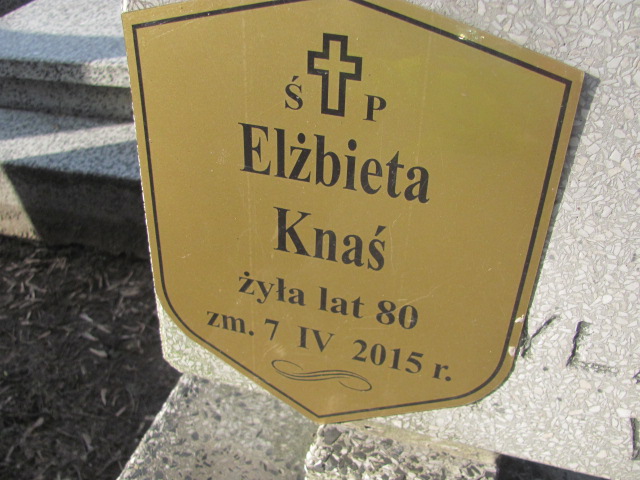 Ś P
Elżbieta
Knaś
żyła lat 80
zm. 7 IV 2015 r.